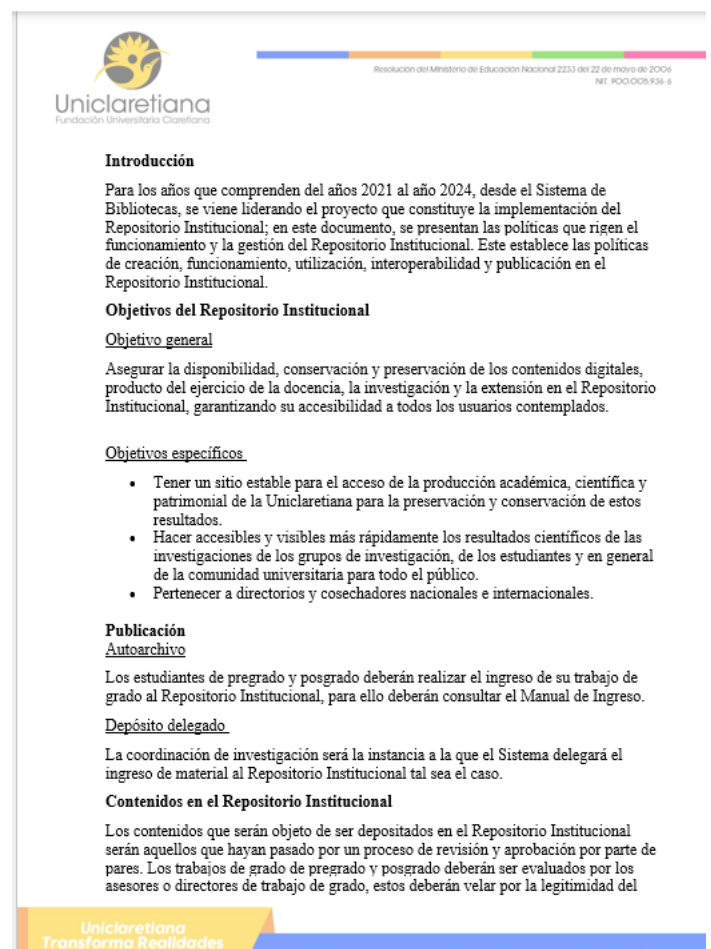 Resolución del Ministerio de Educación Nacional 2233 del 22 de mayo de 2006
NIT. 900.005.936-6
Uniclaretiana
Fundación Universitaria Claretiana
Introducción
Para los años que comprenden del años 2021 al año 2024, desde el Sistema de
Bibliotecas, se viene liderando el proyecto que constituye la implementación del
Repositorio Institucional; en este documento, se presentan las políticas que rigen el
funcionamiento y la gestión del Repositorio Institucional. Este establece las políticas
de creación, funcionamiento, utilización, interoperabilidad y publicación en el
Repositorio Institucional.
Objetivos del Repositorio Institucional
Objetivo general
Asegurar la disponibilidad, conservación y preservación de los contenidos digitales,
producto del ejercicio de la docencia, la investigación y la extensión en el Repositorio
Institucional, garantizando su accesibilidad a todos los usuarios contemplados.
Objetivos específicos
• Tener un sitio estable para el acceso de la producción académica, científica y
patrimonial de la Uniclaretiana para la preservación y conservación de estos
resultados.
• Hacer accesibles y visibles más rápidamente los resultados científicos de las
investigaciones de los grupos de investigación, de los estudiantes y en general
de la comunidad universitaria para todo el público.
• Pertenecer a directorios y cosechadores nacionales e internacionales.
Publicación
Autoarchivo
Los estudiantes de pregrado y posgrado deberán realizar el ingreso de su trabajo de
grado al Repositorio Institucional, para ello deberán consultar el Manual de Ingreso.
Depósito delegado
La coordinación de investigación será la instancia a la que el Sistema delegará el
ingreso de material al Repositorio Institucional tal sea el caso.
Contenidos en el Repositorio Institucional
Los contenidos que serán objeto de ser depositados en el Repositorio Institucional
serán aquellos que hayan pasado por un proceso de revisión y aprobación por parte de
pares. Los trabajos de grado de pregrado y posgrado deberán ser evaluados por los
asesores o directores de trabajo de grado, estos deberán velar por la legitimidad del
Uniclaretiana
Transforma Realidades